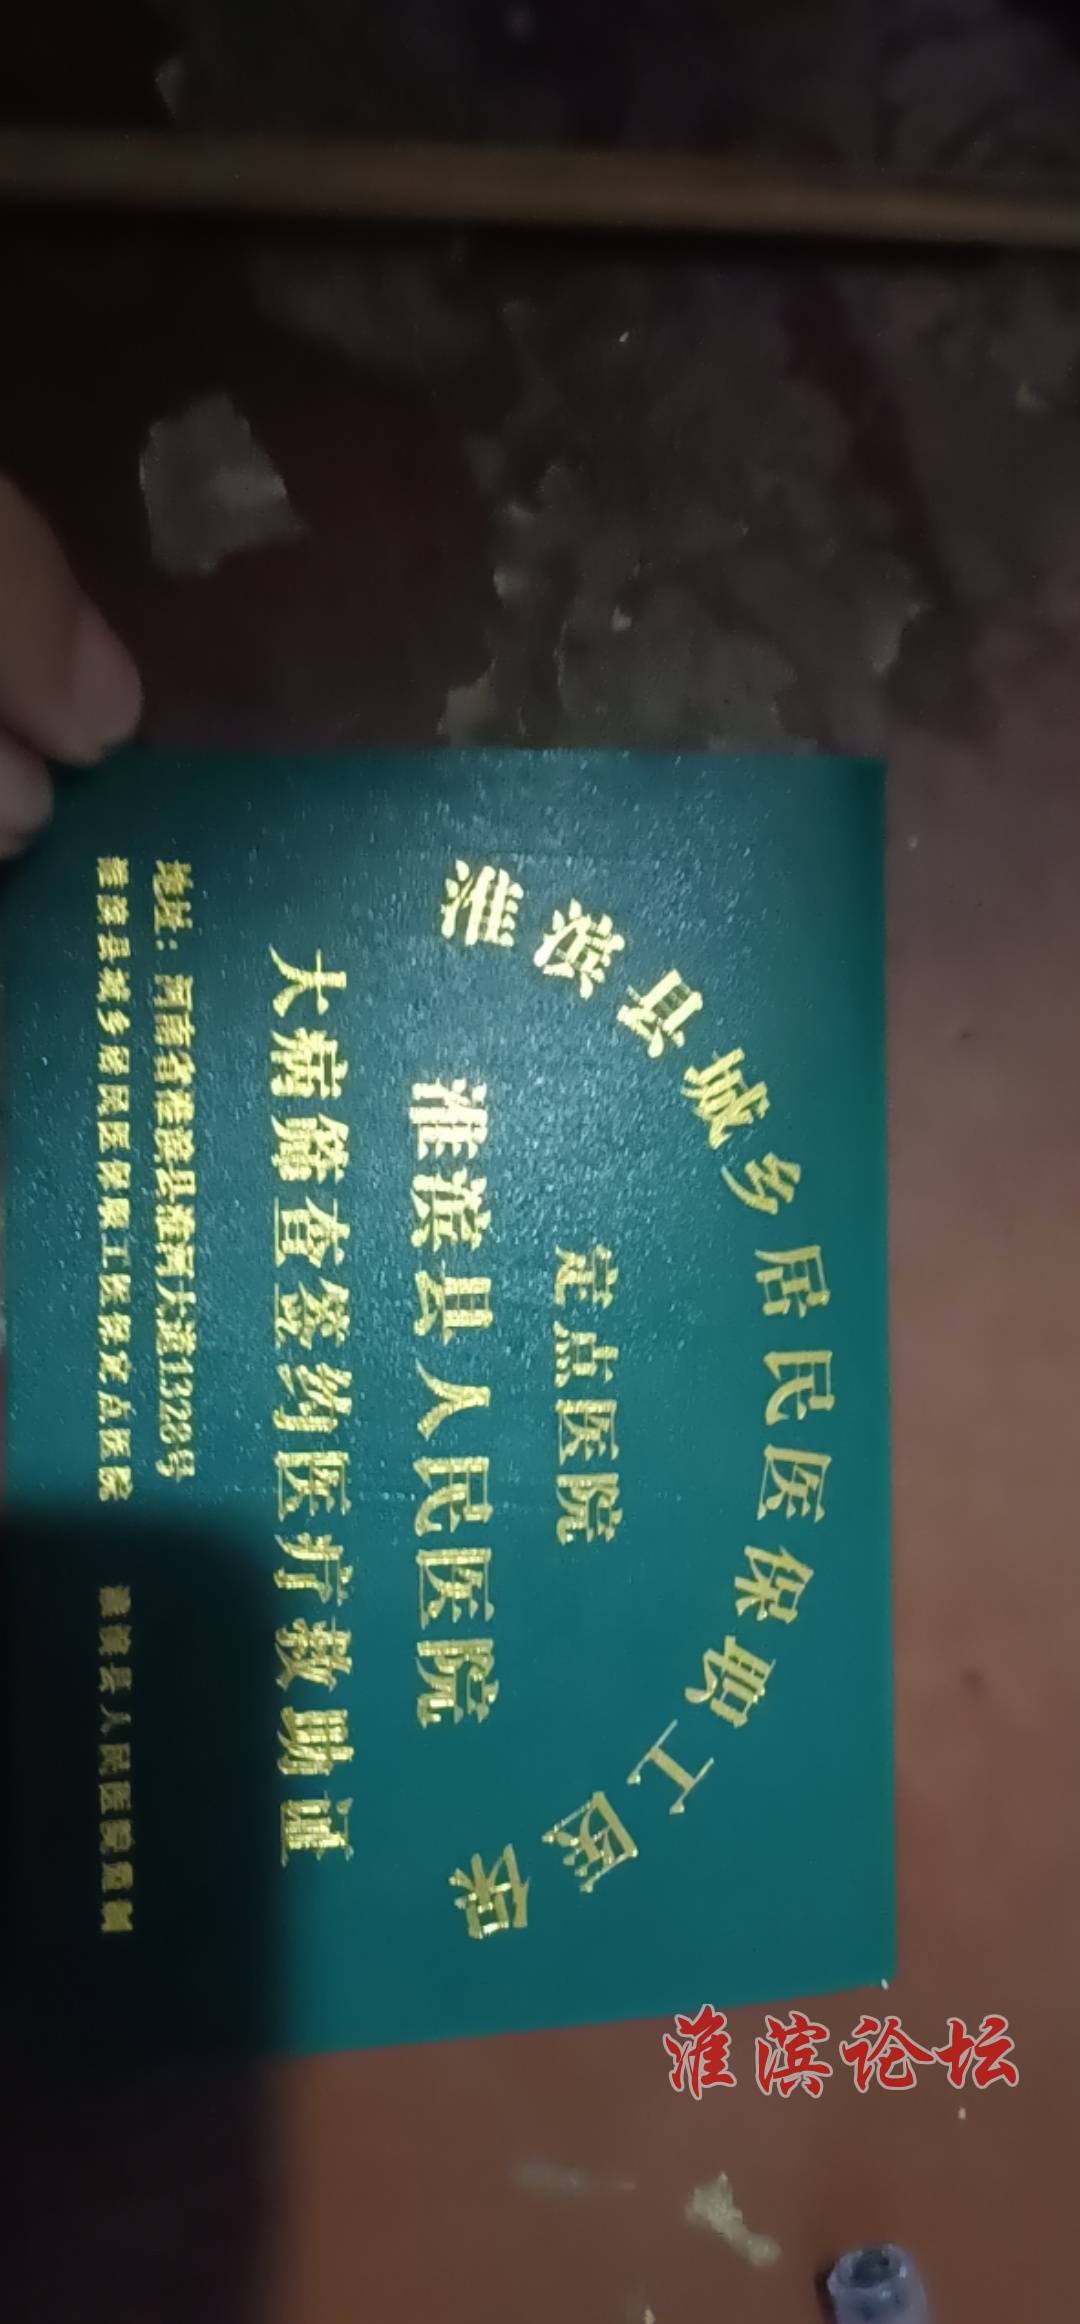 淮滨县城乡居民医保职工医保
定点医院
淮滨县人民医院
大病筛查签约医疗救助证
地址：河南省淮滨县淮河大道1328号
淮滨县城乡居民医保职工医保定点医院 淮滨县人民医院监制
淮滨论坛